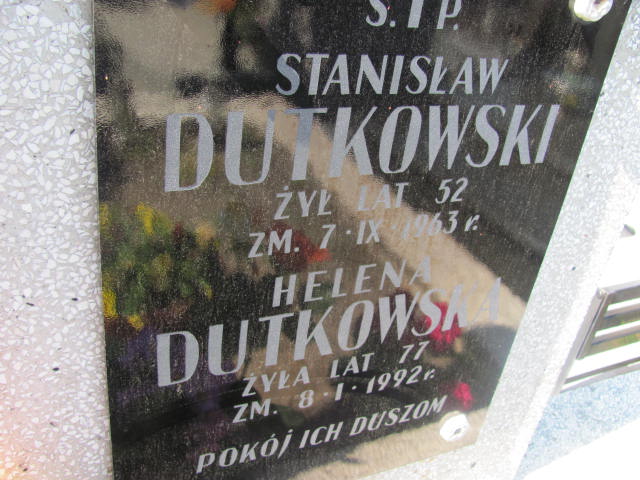 Ś. † P.
STANISŁAW
DUTKOWSKI
ŻYŁ LAT 52
ZM. 7·IX·1963 r.
HELENA
DUTKOWSKA
ŻYŁA LAT 77
ZM. 8·I·1992 r.
POKÓJ ICH DUSZOM